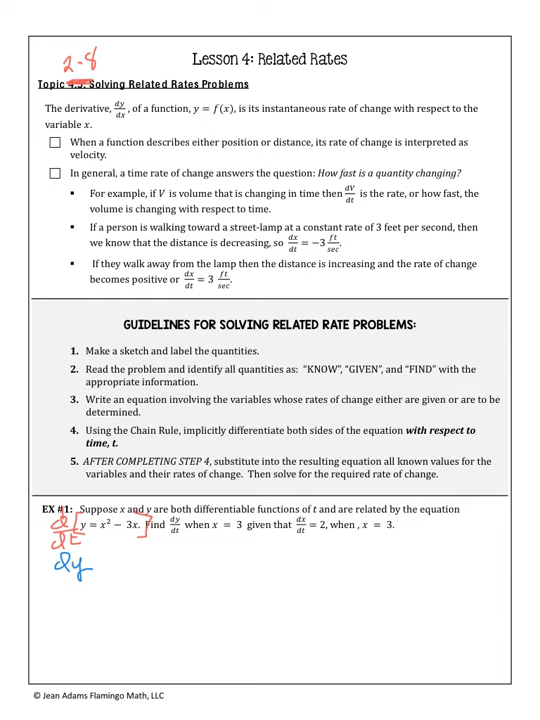 Lesson 4: Related Rates
2-8
Topic 4.5: Solving Related Rates Problems
The derivative, dy/dx , of a function, y = f(x), is its instantaneous rate of change with respect to the
variable x.
☐ When a function describes either position or distance, its rate of change is interpreted as
velocity.
☐ In general, a time rate of change answers the question: How fast is a quantity changing?
▪ For example, if V is volume that is changing in time then dV/dt is the rate, or how fast, the
volume is changing with respect to time.
▪ If a person is walking toward a street-lamp at a constant rate of 3 feet per second, then
we know that the distance is decreasing, so dx/dt = −3 ft/sec.
▪ If they walk away from the lamp then the distance is increasing and the rate of change
becomes positive or dx/dt = 3 ft/sec.
GUIDELINES FOR SOLVING RELATED RATE PROBLEMS:
1. Make a sketch and label the quantities.
2. Read the problem and identify all quantities as: "KNOW", "GIVEN", and "FIND" with the
appropriate information.
3. Write an equation involving the variables whose rates of change either are given or are to be
determined.
4. Using the Chain Rule, implicitly differentiate both sides of the equation with respect to
time, t.
5. AFTER COMPLETING STEP 4, substitute into the resulting equation all known values for the
variables and their rates of change. Then solve for the required rate of change.
EX #1: Suppose x and y are both differentiable functions of t and are related by the equation
d/dt [y = x² − 3x.] Find dy/dt when x = 3 given that dx/dt = 2, when , x = 3.
dy
© Jean Adams Flamingo Math, LLC